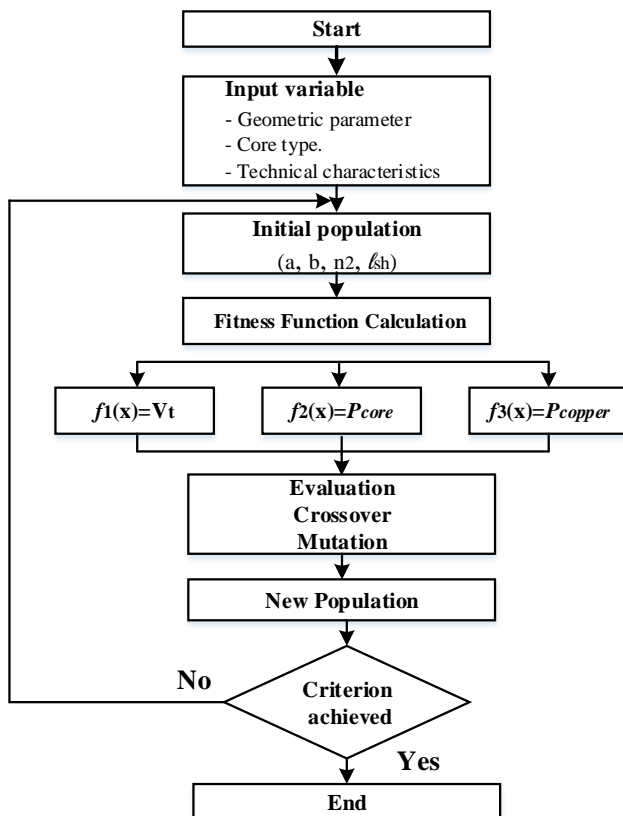 Start
Input variable
- Geometric parameter
- Core type.
- Technical characteristics
Initial population
(a, b, n2, ℓsh)
Fitness Function Calculation
f1(x)=Vt
f2(x)=Pcore
f3(x)=Pcopper
Evaluation
Crossover
Mutation
New Population
No
Criterion
achieved
Yes
End